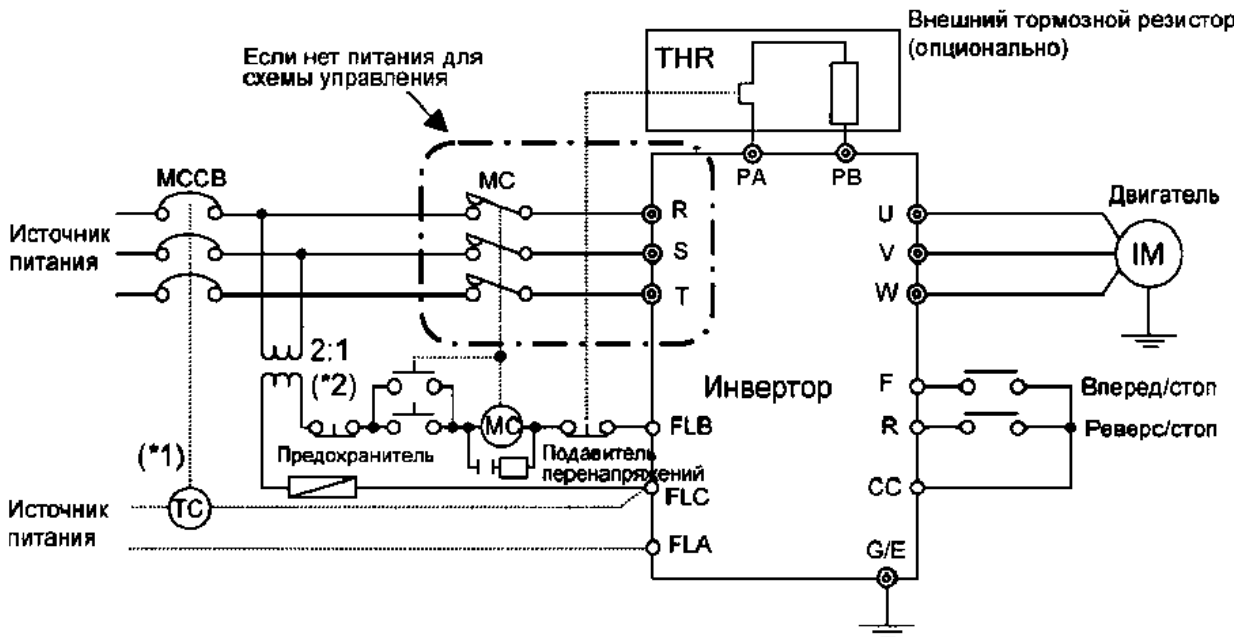 Внешний тормозной резистор
(опционально)
Если нет питания для
схемы управления
THR
PA
PB
MCCB
MC
R
U
Двигатель
Источник
питания
S
V
IM
T
W
2:1
(*2)
Инвертор
F
Вперед/стоп
MC
FLB
R
Реверс/стоп
(*1)
Предохранитель
Подавитель
перенапряжений
FLC
CC
Источник
питания
TC
FLA
G/E